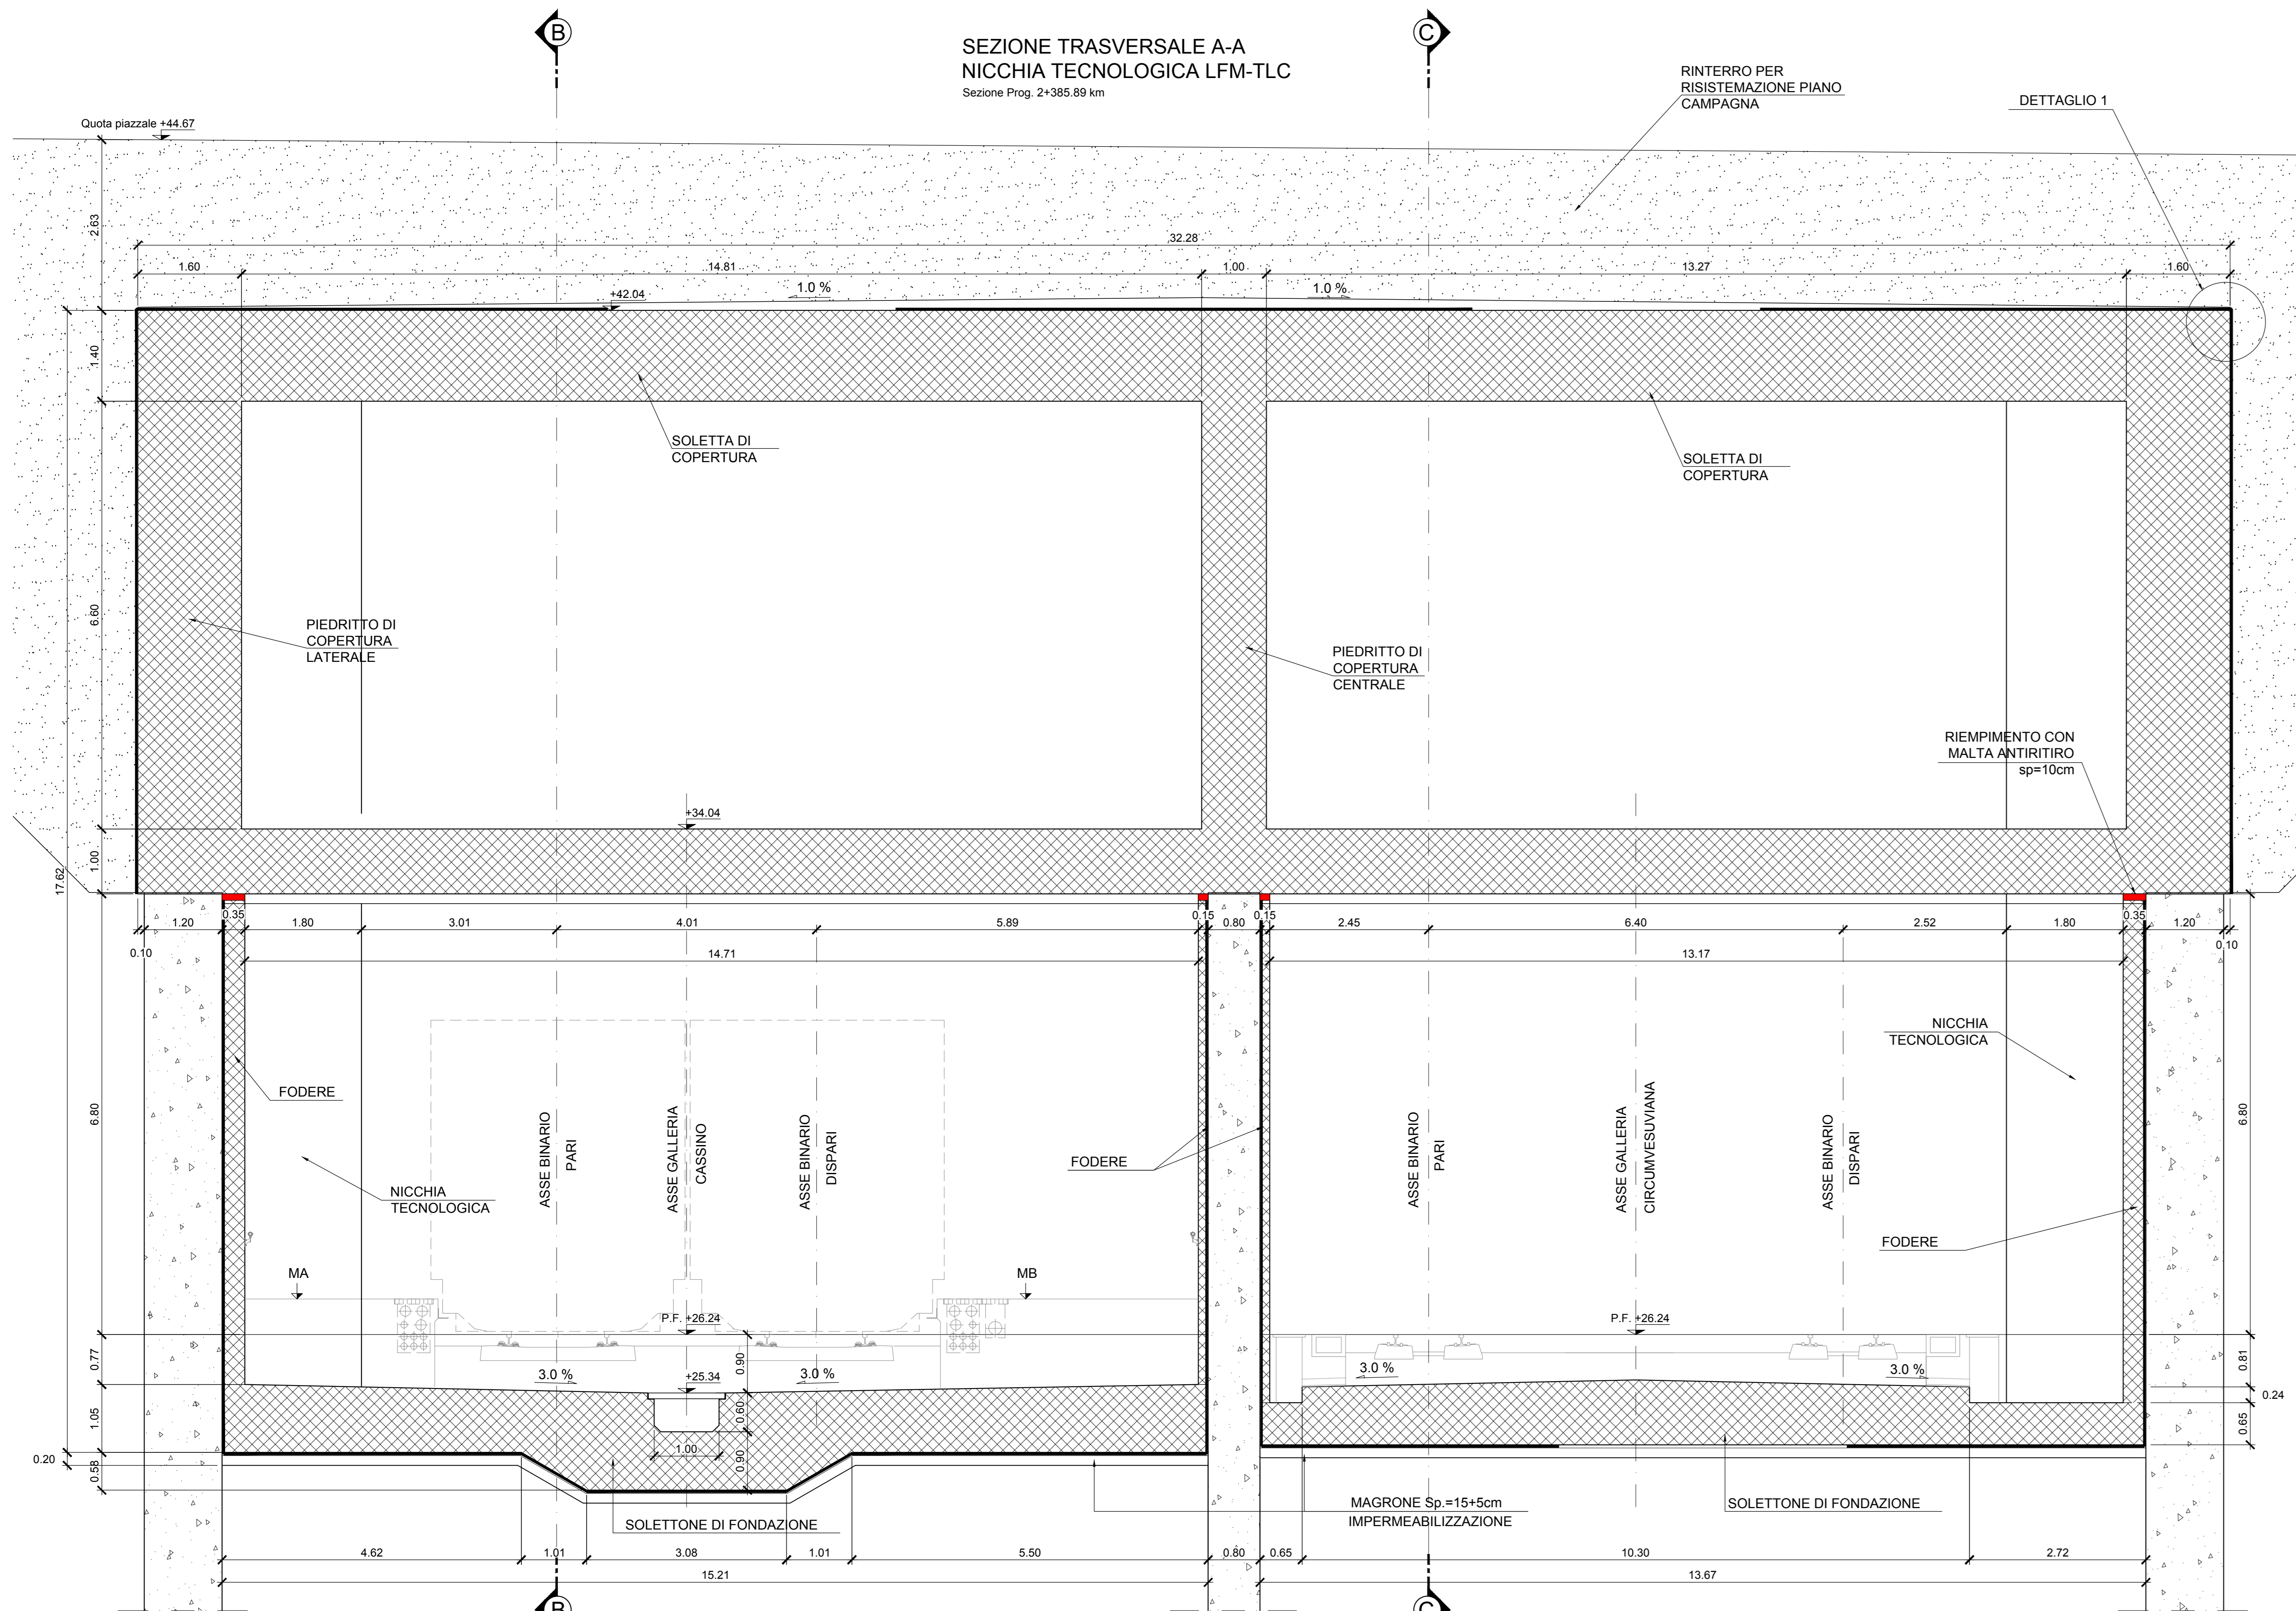 B
C
SEZIONE TRASVERSALE A-A
NICCHIA TECNOLOGICA LFM-TLC
Sezione Prog. 2+385.89 km
RINTERRO PER
RISISTEMAZIONE PIANO
CAMPAGNA
DETTAGLIO 1
Quota piazzale +44.67
2.63
32.28
1.60
14.81
1.00
13.27
1.60
+42.04
1.0 %
1.0 %
1.40
SOLETTA DI
COPERTURA
SOLETTA DI
COPERTURA
6.60
PIEDRITTO DI
COPERTURA
LATERALE
PIEDRITTO DI
COPERTURA
CENTRALE
RIEMPIMENTO CON
MALTA ANTIRITIRO
sp=10cm
+34.04
1.00
17.62
0.10
1.20
0.35
1.80
3.01
4.01
5.89
0.15
0.80
0.15
2.45
6.40
2.52
1.80
0.35
1.20
0.10
14.71
13.17
NICCHIA
TECNOLOGICA
FODERE
6.80
6.80
ASSE BINARIO
PARI
ASSE GALLERIA
CASSINO
ASSE BINARIO
DISPARI
ASSE BINARIO
PARI
ASSE GALLERIA
CIRCUMVESUVIANA
ASSE BINARIO
DISPARI
FODERE
NICCHIA
TECNOLOGICA
FODERE
MA
MB
P.F. +26.24
P.F. +26.24
0.77
0.90
0.81
3.0 %
3.0 %
3.0 %
3.0 %
+25.34
0.24
1.05
0.60
0.65
1.00
0.20
0.58
0.90
MAGRONE Sp.=15+5cm
IMPERMEABILIZZAZIONE
SOLETTONE DI FONDAZIONE
SOLETTONE DI FONDAZIONE
4.62
1.01
3.08
1.01
5.50
0.80
0.65
10.30
2.72
15.21
13.67
B
C